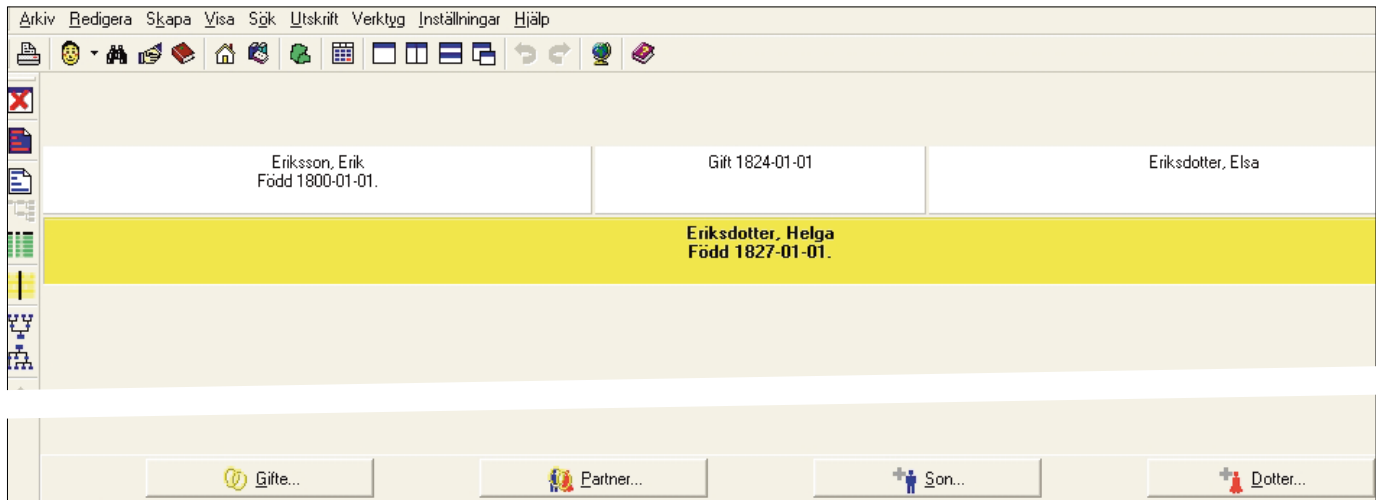 Arkiv Redigera Skapa Visa Sök Utskrift Verktyg Inställningar Hjälp
Eriksson, Erik
Född 1800-01-01.
Gift 1824-01-01
Eriksdotter, Elsa
Eriksdotter, Helga
Född 1827-01-01.
Gifte... Partner... Son... Dotter...